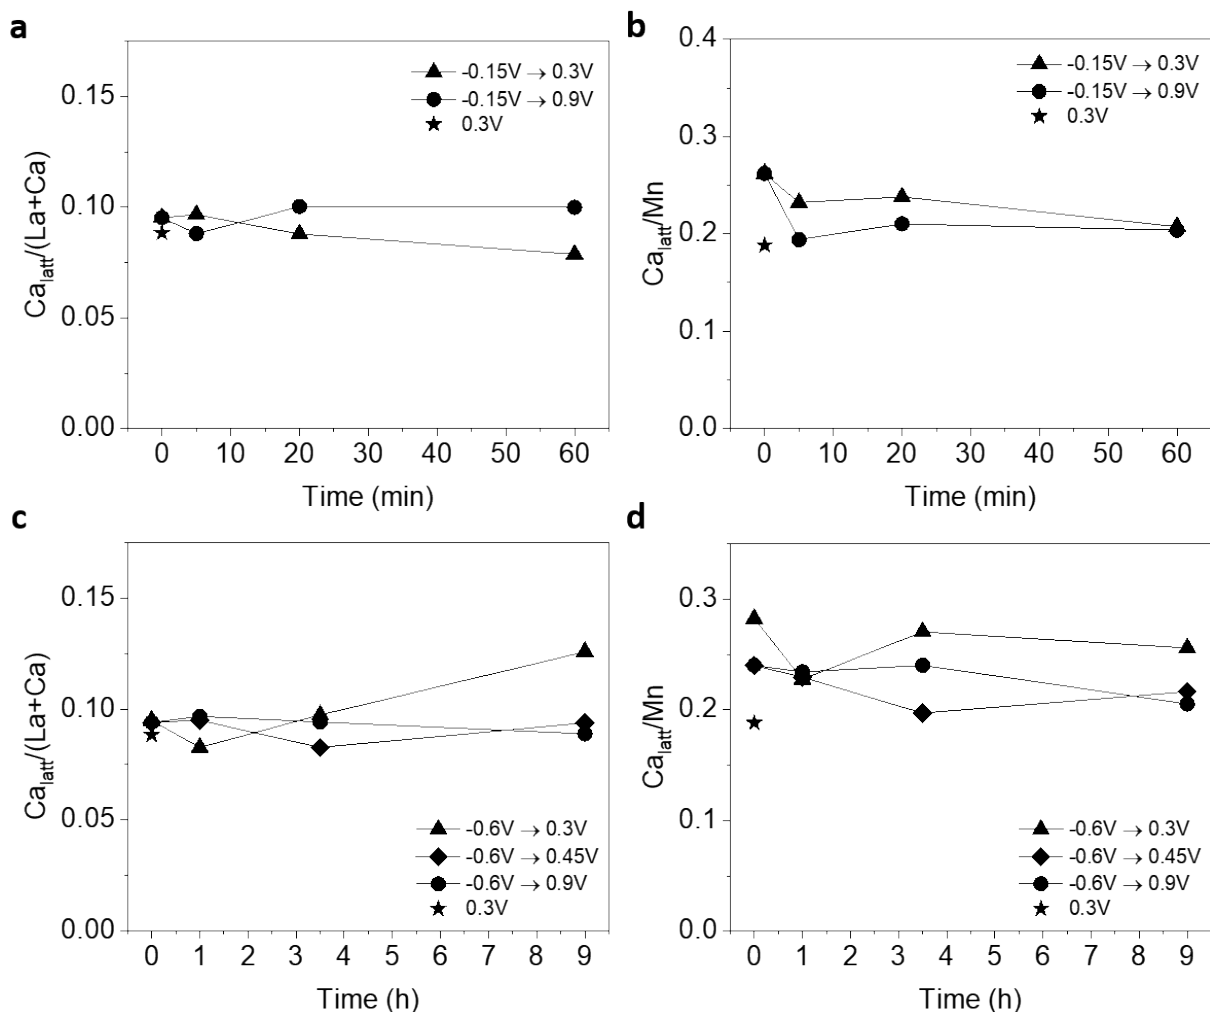 a
-0.15V → 0.3V
-0.15V → 0.9V
0.3V
0.15
0.10
0.05
0.00
Ca_latt/(La+Ca)
0 10 20 30 40 50 60
Time (min)
b
-0.15V → 0.3V
-0.15V → 0.9V
0.3V
0.4
0.3
0.2
0.1
0.0
Ca_latt/Mn
0 10 20 30 40 50 60
Time (min)
c
0.15
0.10
0.05
0.00
Ca_latt/(La+Ca)
-0.6V → 0.3V
-0.6V → 0.45V
-0.6V → 0.9V
0.3V
0 1 2 3 4 5 6 7 8 9
Time (h)
d
0.3
0.2
0.1
0.0
Ca_latt/Mn
-0.6V → 0.3V
-0.6V → 0.45V
-0.6V → 0.9V
0.3V
0 1 2 3 4 5 6 7 8 9
Time (h)